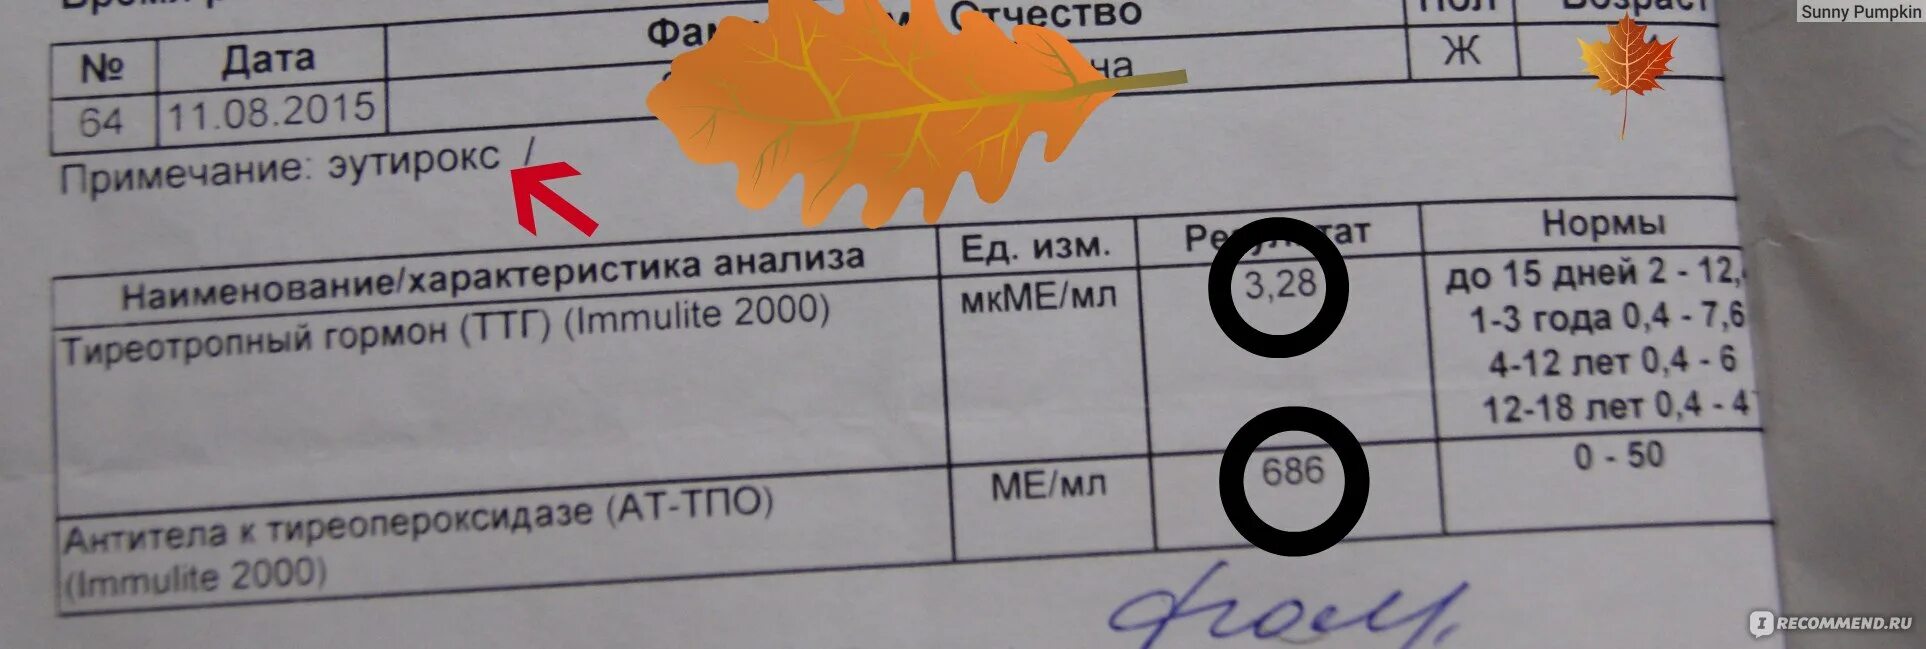 Sunny Pumpkin
Отчество
№ Дата
Ж
64 11.08.2015
Примечание: эутирокс /
Наименование/характеристика анализа Ед. изм. Нормы
Тиреотропный гормон (ТТГ) (Immulite 2000) мкМЕ/мл 3,28 до 15 дней 2 - 12,
1-3 года 0,4 - 7,6
4-12 лет 0,4 - 6
12-18 лет 0,4 - 4
Антитела к тиреопероксидазе (АТ-ТПО) МЕ/мл 686 0 - 50
(Immulite 2000)
RECOMMEND.RU